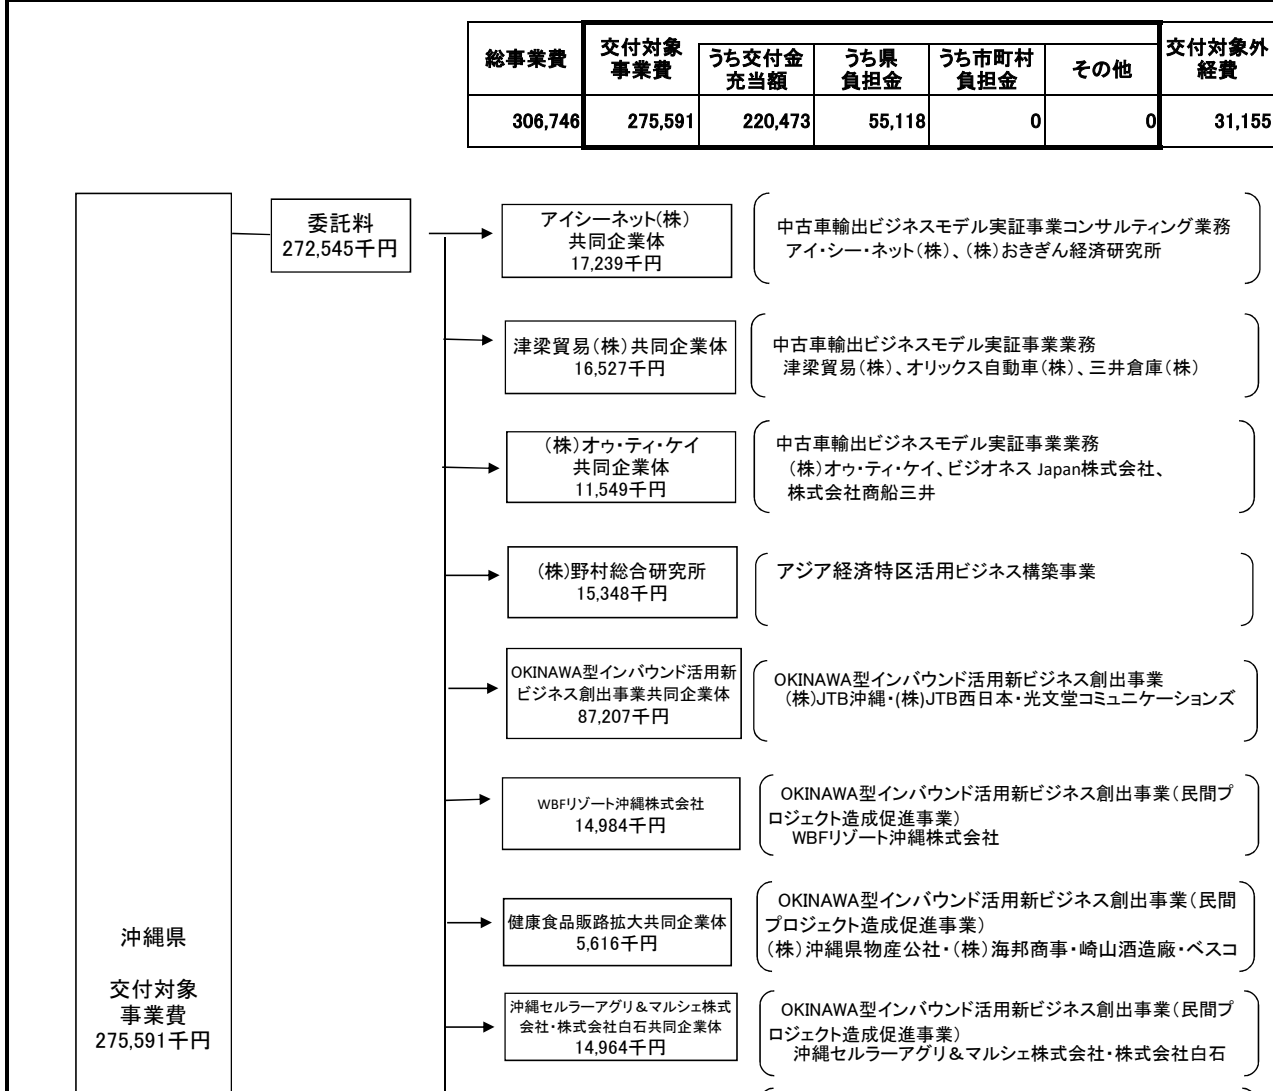 総事業費
交付対象
事業費
うち交付金
充当額
うち県
負担金
うち市町村
負担金
その他
交付対象外
経費
306,746
275,591
220,473
55,118
0
0
31,155
委託料
272,545千円
アイシーネット(株)
共同企業体
17,239千円
中古車輸出ビジネスモデル実証事業コンサルティング業務
アイ・シー・ネット(株)、(株)おきぎん経済研究所
津梁貿易(株)共同企業体
16,527千円
中古車輸出ビジネスモデル実証事業業務
津梁貿易(株)、オリックス自動車(株)、三井倉庫(株)
(株)オゥ・ティ・ケイ
共同企業体
11,549千円
中古車輸出ビジネスモデル実証事業業務
(株)オゥ・ティ・ケイ、ビジオネス Japan株式会社、
株式会社商船三井
(株)野村総合研究所
15,348千円
アジア経済特区活用ビジネス構築事業
OKINAWA型インバウンド活用新
ビジネス創出事業共同企業体
87,207千円
OKINAWA型インバウンド活用新ビジネス創出事業
(株)JTB沖縄・(株)JTB西日本・光文堂コミュニケーションズ
WBFリゾート沖縄株式会社
14,984千円
OKINAWA型インバウンド活用新ビジネス創出事業(民間プ
ロジェクト造成促進事業)
WBFリゾート沖縄株式会社
健康食品販路拡大共同企業体
5,616千円
OKINAWA型インバウンド活用新ビジネス創出事業(民間
プロジェクト造成促進事業)
(株)沖縄県物産公社・(株)海邦商事・崎山酒造廠・ベスコ
沖縄セルラーアグリ&マルシェ株式
会社・株式会社白石共同企業体
14,964千円
OKINAWA型インバウンド活用新ビジネス創出事業(民間プ
ロジェクト造成促進事業)
沖縄セルラーアグリ&マルシェ株式会社・株式会社白石
沖縄県
交付対象
事業費
275,591千円